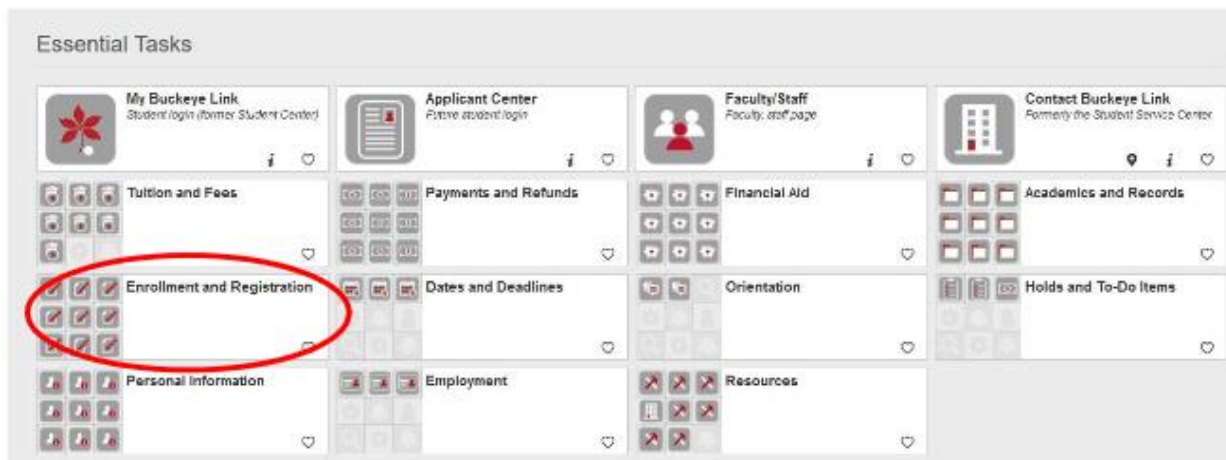 Essential Tasks
My Buckeye Link
Student login (former Student Center)
Applicant Center
Future student login
Faculty/Staff
Faculty, staff page
Contact Buckeye Link
Formerly the Student Service Center
Tuition and Fees
Payments and Refunds
Financial Aid
Academics and Records
Enrollment and Registration
Dates and Deadlines
Orientation
Holds and To-Do Items
Personal Information
Employment
Resources